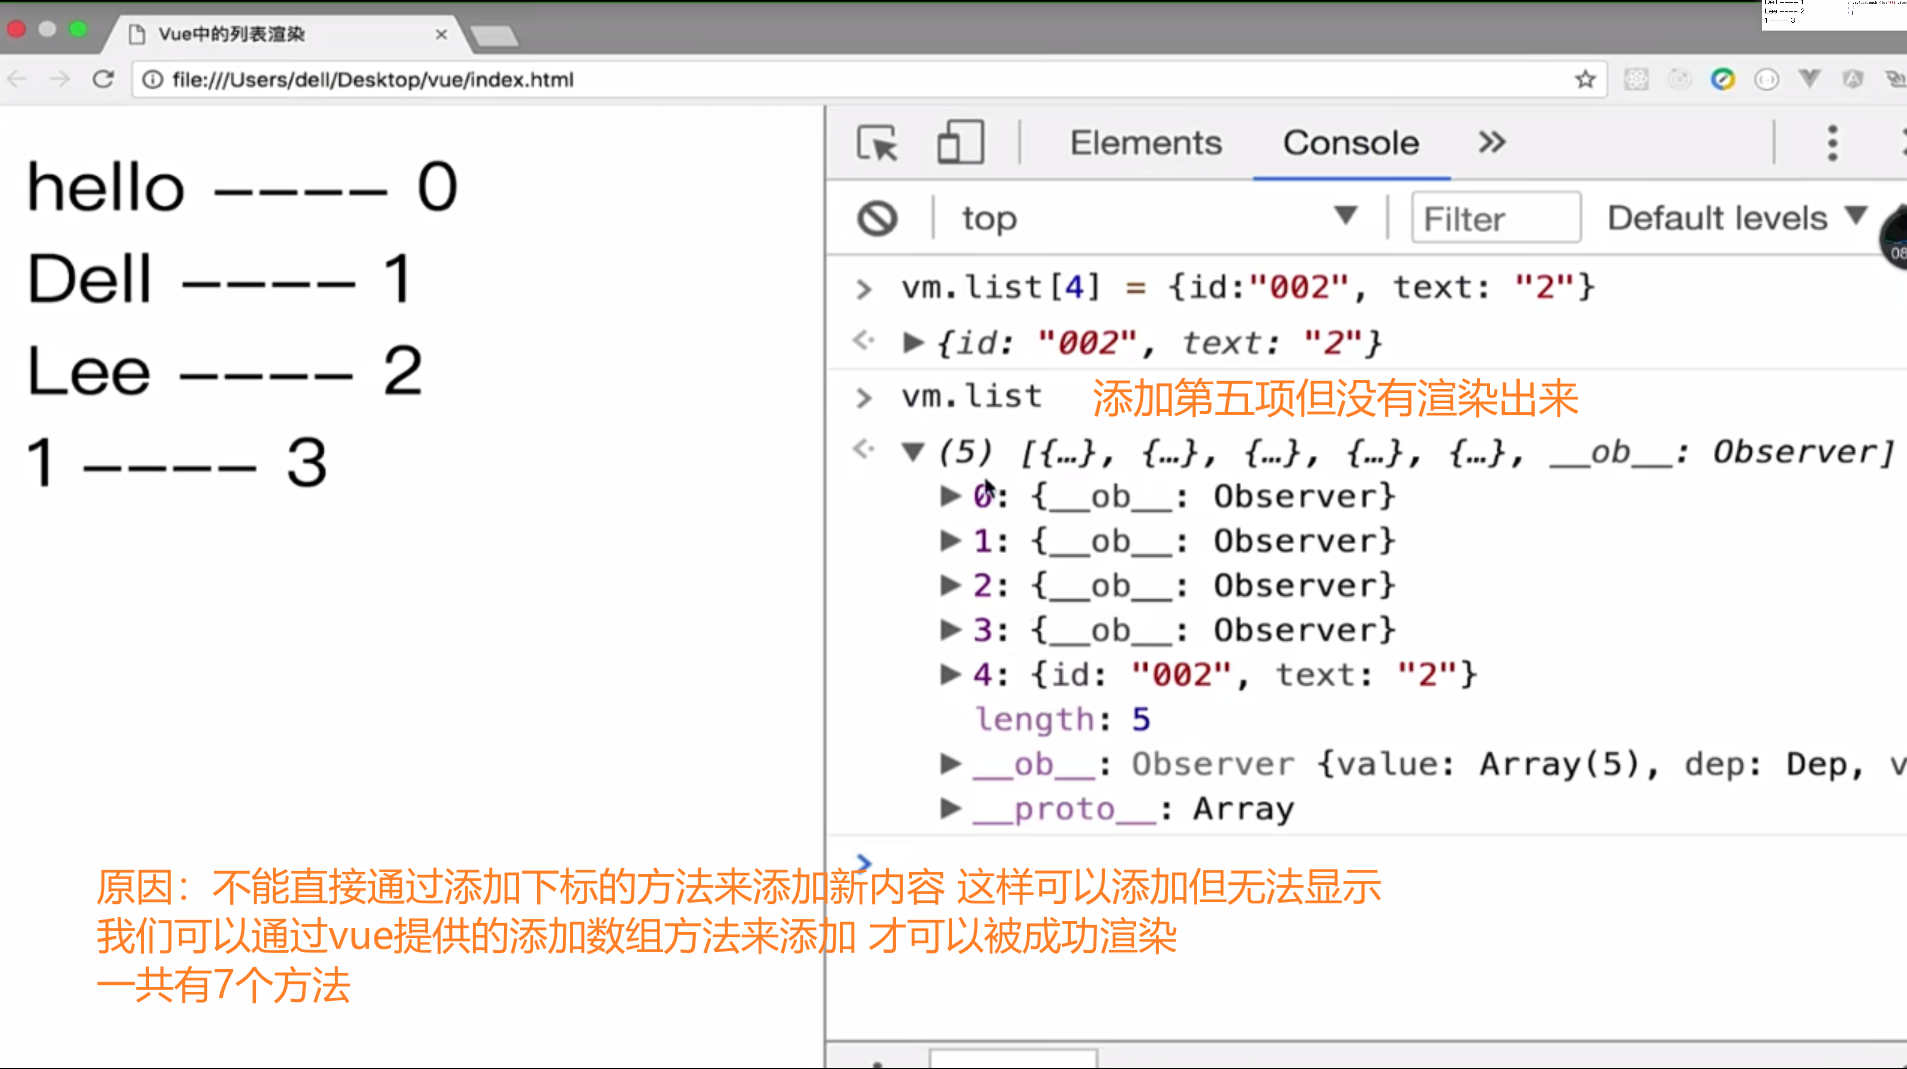 Vue中的列表渲染
file:///Users/dell/Desktop/vue/index.html
hello ---- 0
Dell ---- 1
Lee ---- 2
1 ---- 3
Elements Console
top Filter Default levels
08
> vm.list[4] = {id:"002", text: "2"}
{id: "002", text: "2"}
> vm.list 添加第五项但没有渲染出来
(5) [{…}, {…}, {…}, {…}, {…}, __ob__: Observer]
0: {__ob__: Observer}
1: {__ob__: Observer}
2: {__ob__: Observer}
3: {__ob__: Observer}
4: {id: "002", text: "2"}
length: 5
__ob__: Observer {value: Array(5), dep: Dep, v
__proto__: Array
>
原因：不能直接通过添加下标的方法来添加新内容 这样可以添加但无法显示
我们可以通过vue提供的添加数组方法来添加 才可以被成功渲染
一共有7个方法